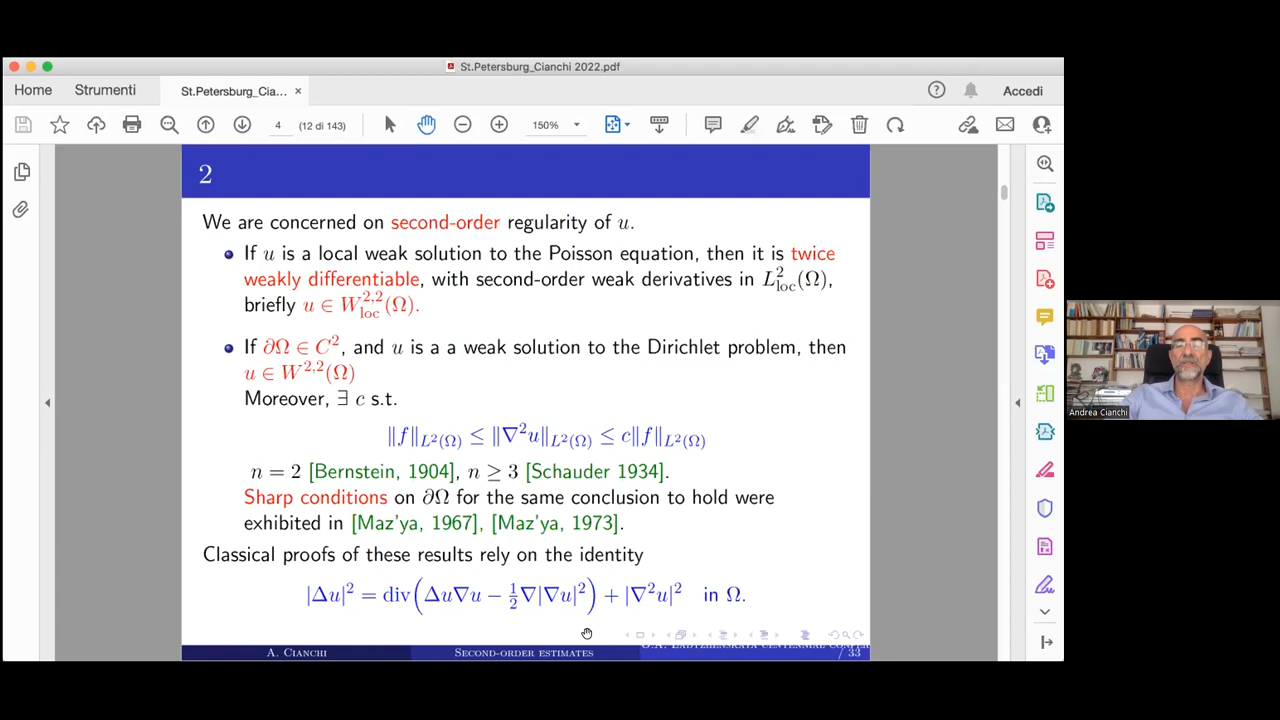 St.Petersburg_Cianchi 2022.pdf
Home Strumenti St.Petersburg_Cia... × Accedi
4 (12 di 143) 150%
2
We are concerned on second-order regularity of u.
If u is a local weak solution to the Poisson equation, then it is twice
weakly differentiable, with second-order weak derivatives in L²_loc(Ω),
briefly u ∈ W^{2,2}_loc(Ω).
If ∂Ω ∈ C², and u is a a weak solution to the Dirichlet problem, then
u ∈ W^{2,2}(Ω)
Moreover, ∃ c s.t.
‖f‖_{L²(Ω)} ≤ ‖∇²u‖_{L²(Ω)} ≤ c‖f‖_{L²(Ω)}
n = 2 [Bernstein, 1904], n ≥ 3 [Schauder 1934].
Sharp conditions on ∂Ω for the same conclusion to hold were
exhibited in [Maz'ya, 1967], [Maz'ya, 1973].
Classical proofs of these results rely on the identity
|Δu|² = div(Δu∇u − ½∇|∇u|²) + |∇²u|² in Ω.
A. CIANCHI SECOND-ORDER ESTIMATES / 33
Andrea Cianchi